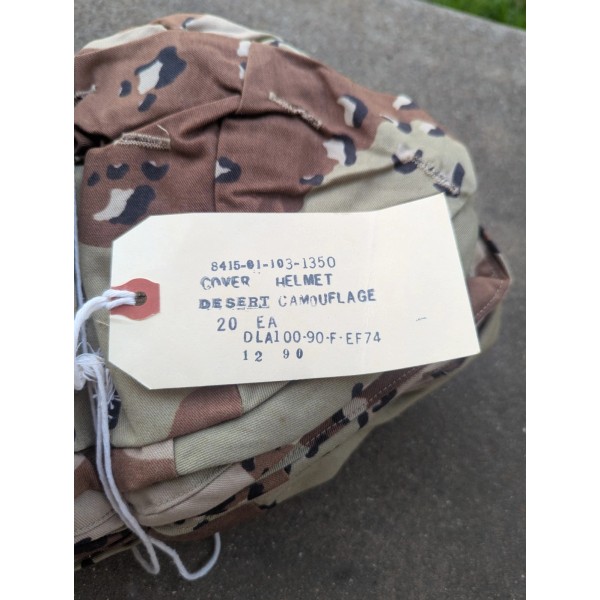 8415-01-103-1350
COVER HELMET
DESERT CAMOUFLAGE
20 EA
DLA100-90-F-EF74
12 90